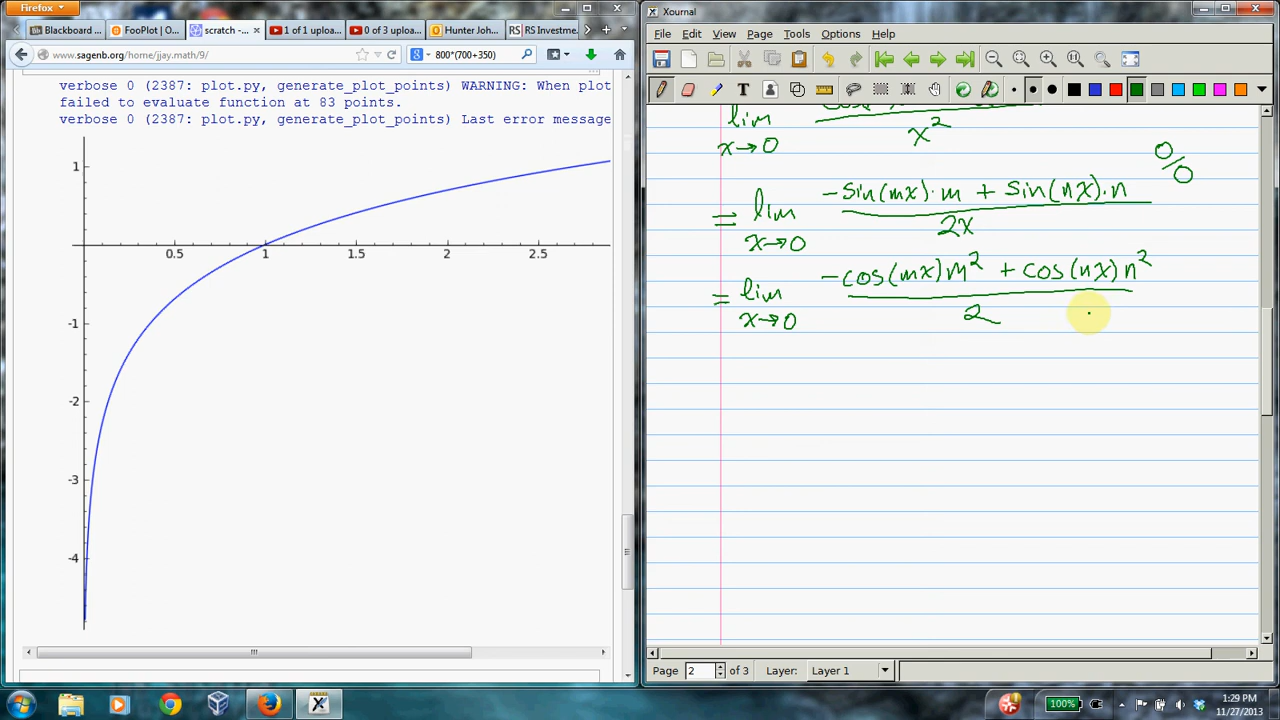 Firefox
Blackboard ...
FooPlot | On...
scratch -...
1 of 1 uploa...
0 of 3 uploa...
Hunter Joh...
RS RS Investme...
www.sagenb.org/home/jjay.math/9/
800*(700+350)
verbose 0 (2387: plot.py, generate_plot_points) WARNING: When plot
failed to evaluate function at 83 points.
verbose 0 (2387: plot.py, generate_plot_points) Last error message
1
0.5 1 1.5 2 2.5
-1
-2
-3
-4
Xournal
File Edit View Page Tools Options Help
T
lim x→0 x²
0/0
= lim x→0 -sin(mx)·m + sin(nx)·n / 2x
= lim x→0 -cos(mx)m² + cos(nx)n² / 2
Page 2 of 3 Layer: Layer 1
100%
1:29 PM
11/27/2013